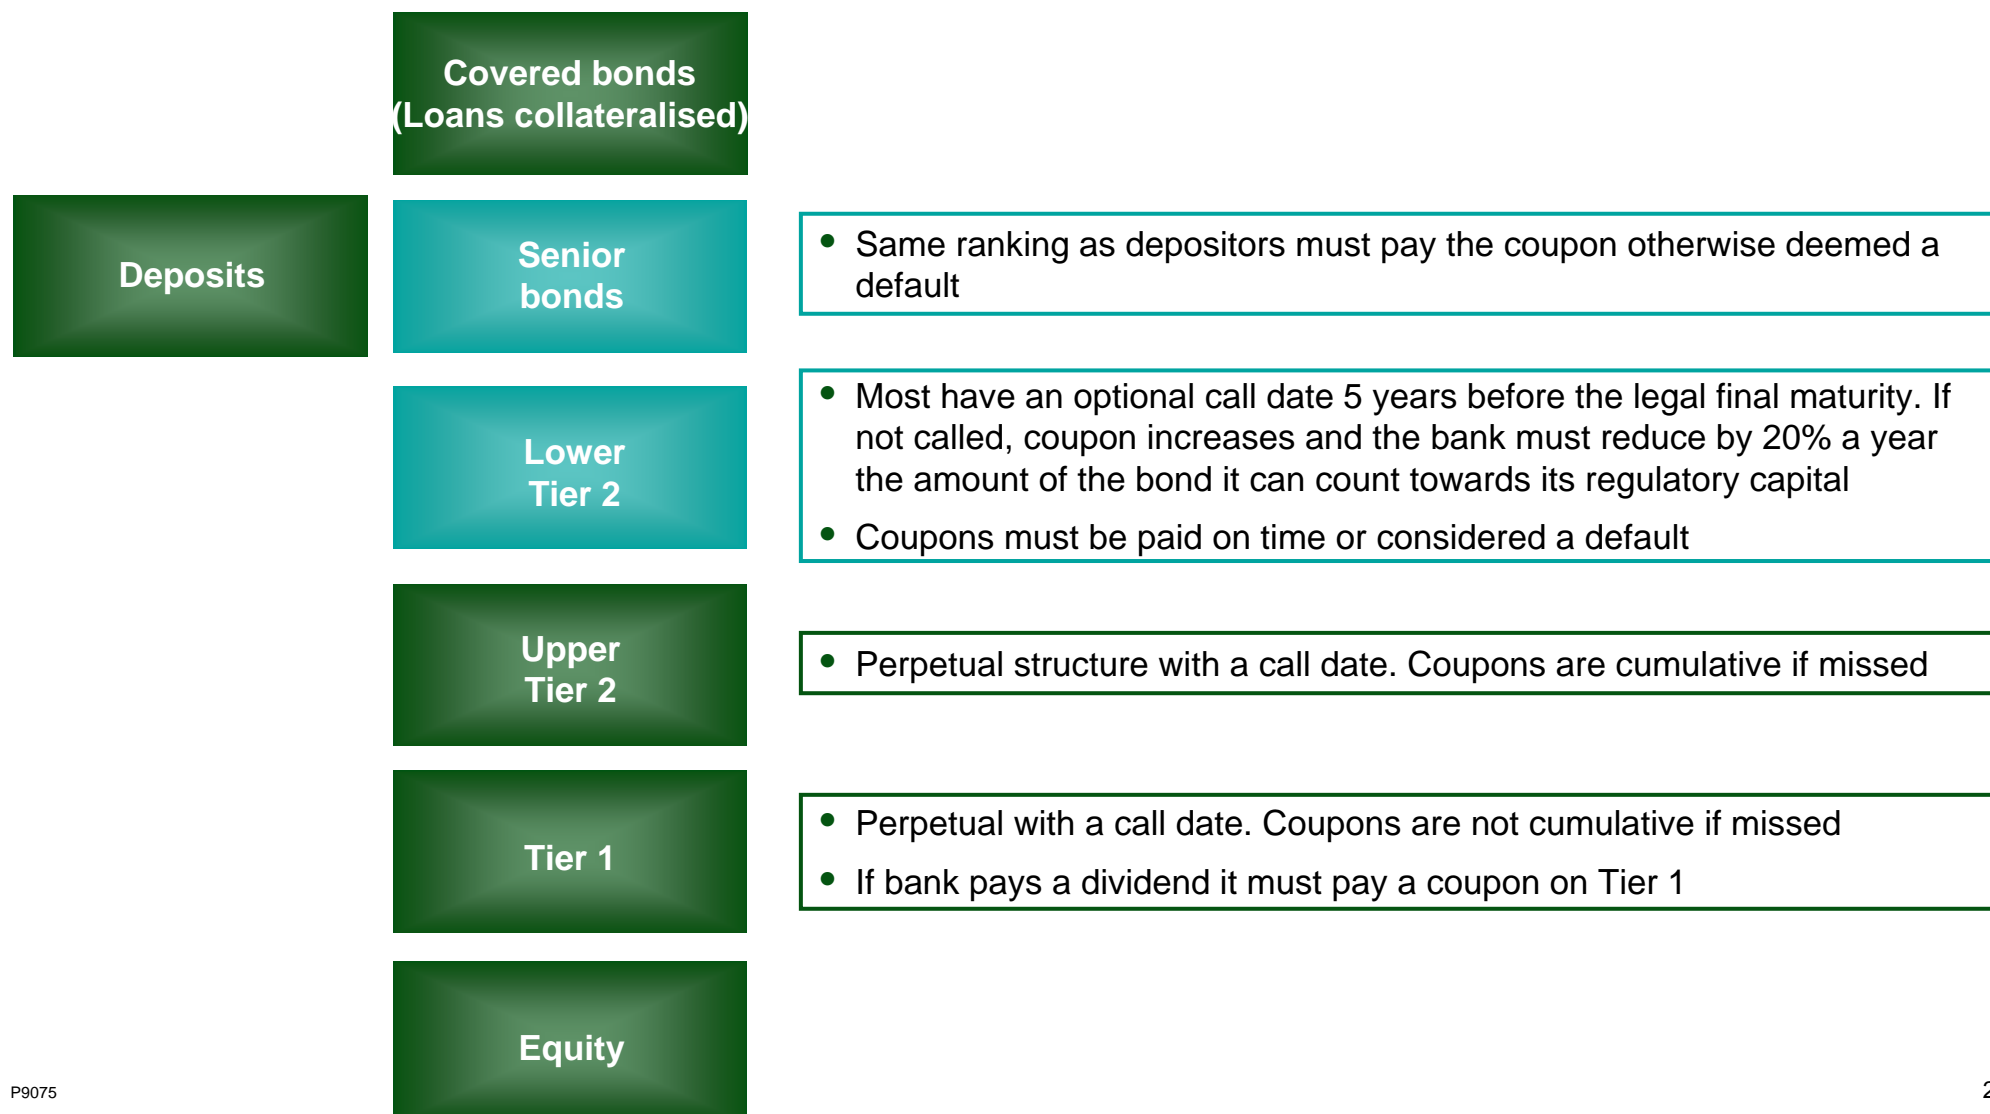 Covered bonds
(Loans collateralised)
Deposits
Senior
bonds
• Same ranking as depositors must pay the coupon otherwise deemed a
default
Lower
Tier 2
• Most have an optional call date 5 years before the legal final maturity. If
not called, coupon increases and the bank must reduce by 20% a year
the amount of the bond it can count towards its regulatory capital
• Coupons must be paid on time or considered a default
Upper
Tier 2
• Perpetual structure with a call date. Coupons are cumulative if missed
Tier 1
• Perpetual with a call date. Coupons are not cumulative if missed
• If bank pays a dividend it must pay a coupon on Tier 1
Equity
P9075